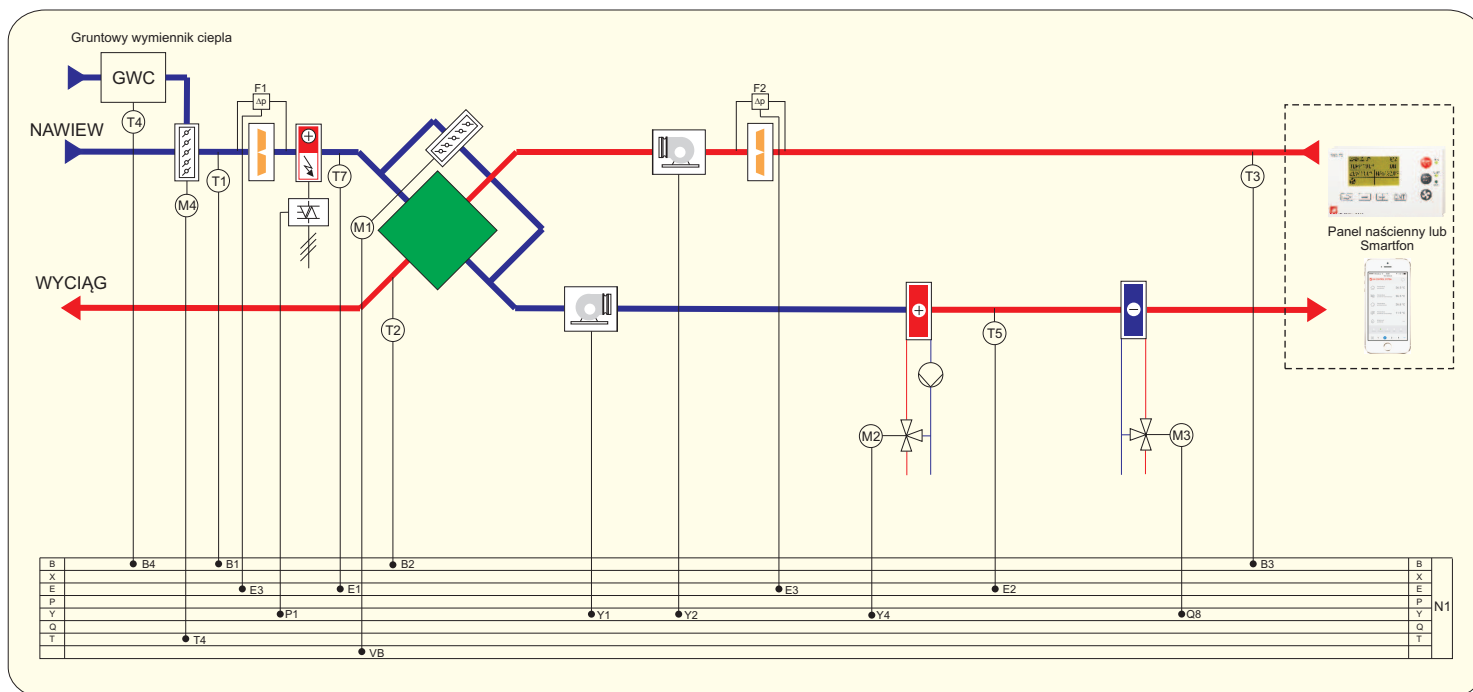 Gruntowy wymiennik ciepla
GWC
T4
NAWIEW
F1
Δp
F2
Δp
T1
T7
T3
M4
M1
Panel naścienny lub
Smartfon
WYCIĄG
T2
T5
M2
M3
B
B4
B1
B2
B3
B
X
X
E
E3
E1
E3
E2
E
P
P
Y
P1
Y1
Y2
Y4
Q8
Y
N1
Q
Q
T
T4
T
VB